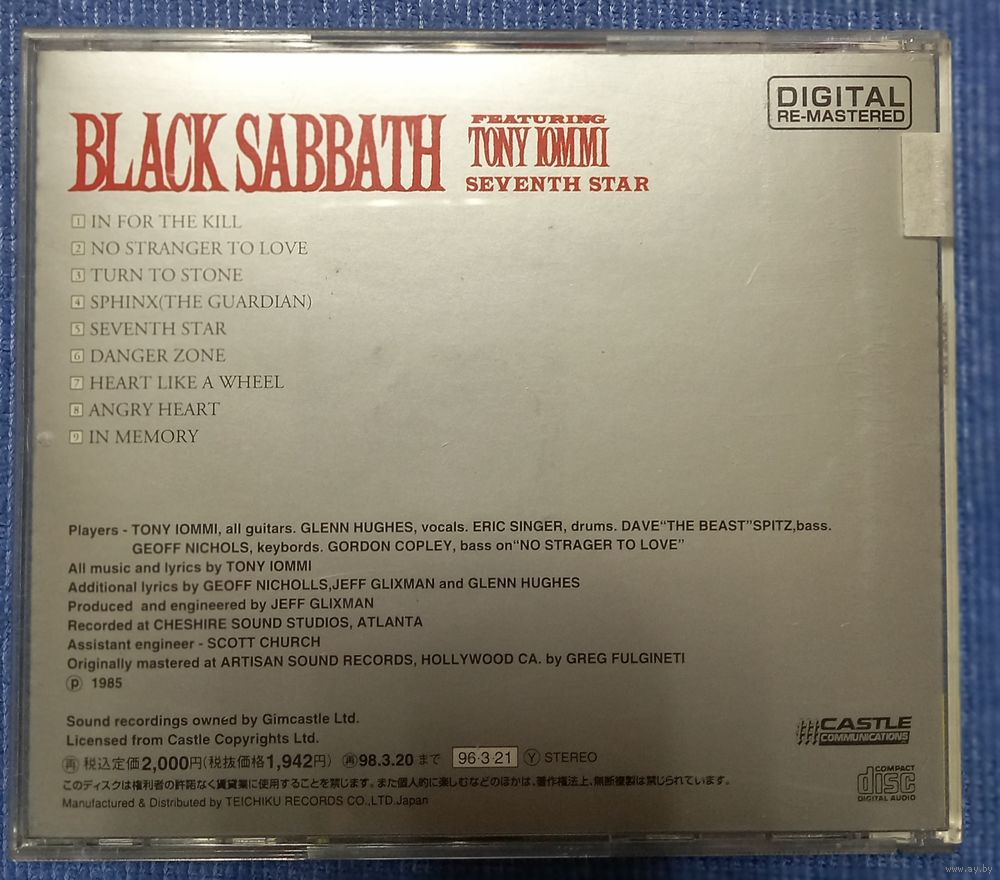 DIGITAL
RE-MASTERED
BLACK SABBATH
FEATURING
TONY IOMMI
SEVENTH STAR
1 IN FOR THE KILL
2 NO STRANGER TO LOVE
3 TURN TO STONE
4 SPHINX(THE GUARDIAN)
5 SEVENTH STAR
6 DANGER ZONE
7 HEART LIKE A WHEEL
8 ANGRY HEART
9 IN MEMORY
Players - TONY IOMMI, all guitars. GLENN HUGHES, vocals. ERIC SINGER, drums. DAVE“THE BEAST”SPITZ,bass.
GEOFF NICHOLS, keybords. GORDON COPLEY, bass on“NO STRAGER TO LOVE”
All music and lyrics by TONY IOMMI
Additional lyrics by GEOFF NICHOLLS,JEFF GLIXMAN and GLENN HUGHES
Produced and engineered by JEFF GLIXMAN
Recorded at CHESHIRE SOUND STUDIOS, ATLANTA
Assistant engineer - SCOTT CHURCH
Originally mastered at ARTISAN SOUND RECORDS, HOLLYWOOD CA. by GREG FULGINETI
Ⓟ 1985
Sound recordings owned by Gimcastle Ltd.
Licensed from Castle Copyrights Ltd.
CASTLE
COMMUNICATIONS
再 税込定価2,000円(税抜価格1,942円) 再98.3.20 まで 96·3·21 Ⓨ STEREO
このディスクは権利者の許諾なく賃貸業に使用することを禁じます。また個人的に楽しむなどのほかは、著作権法上、無断複製は禁じられています。
Manufactured & Distributed by TEICHIKU RECORDS CO.,LTD.Japan
COMPACT
disc
DIGITAL AUDIO
www.ay.by